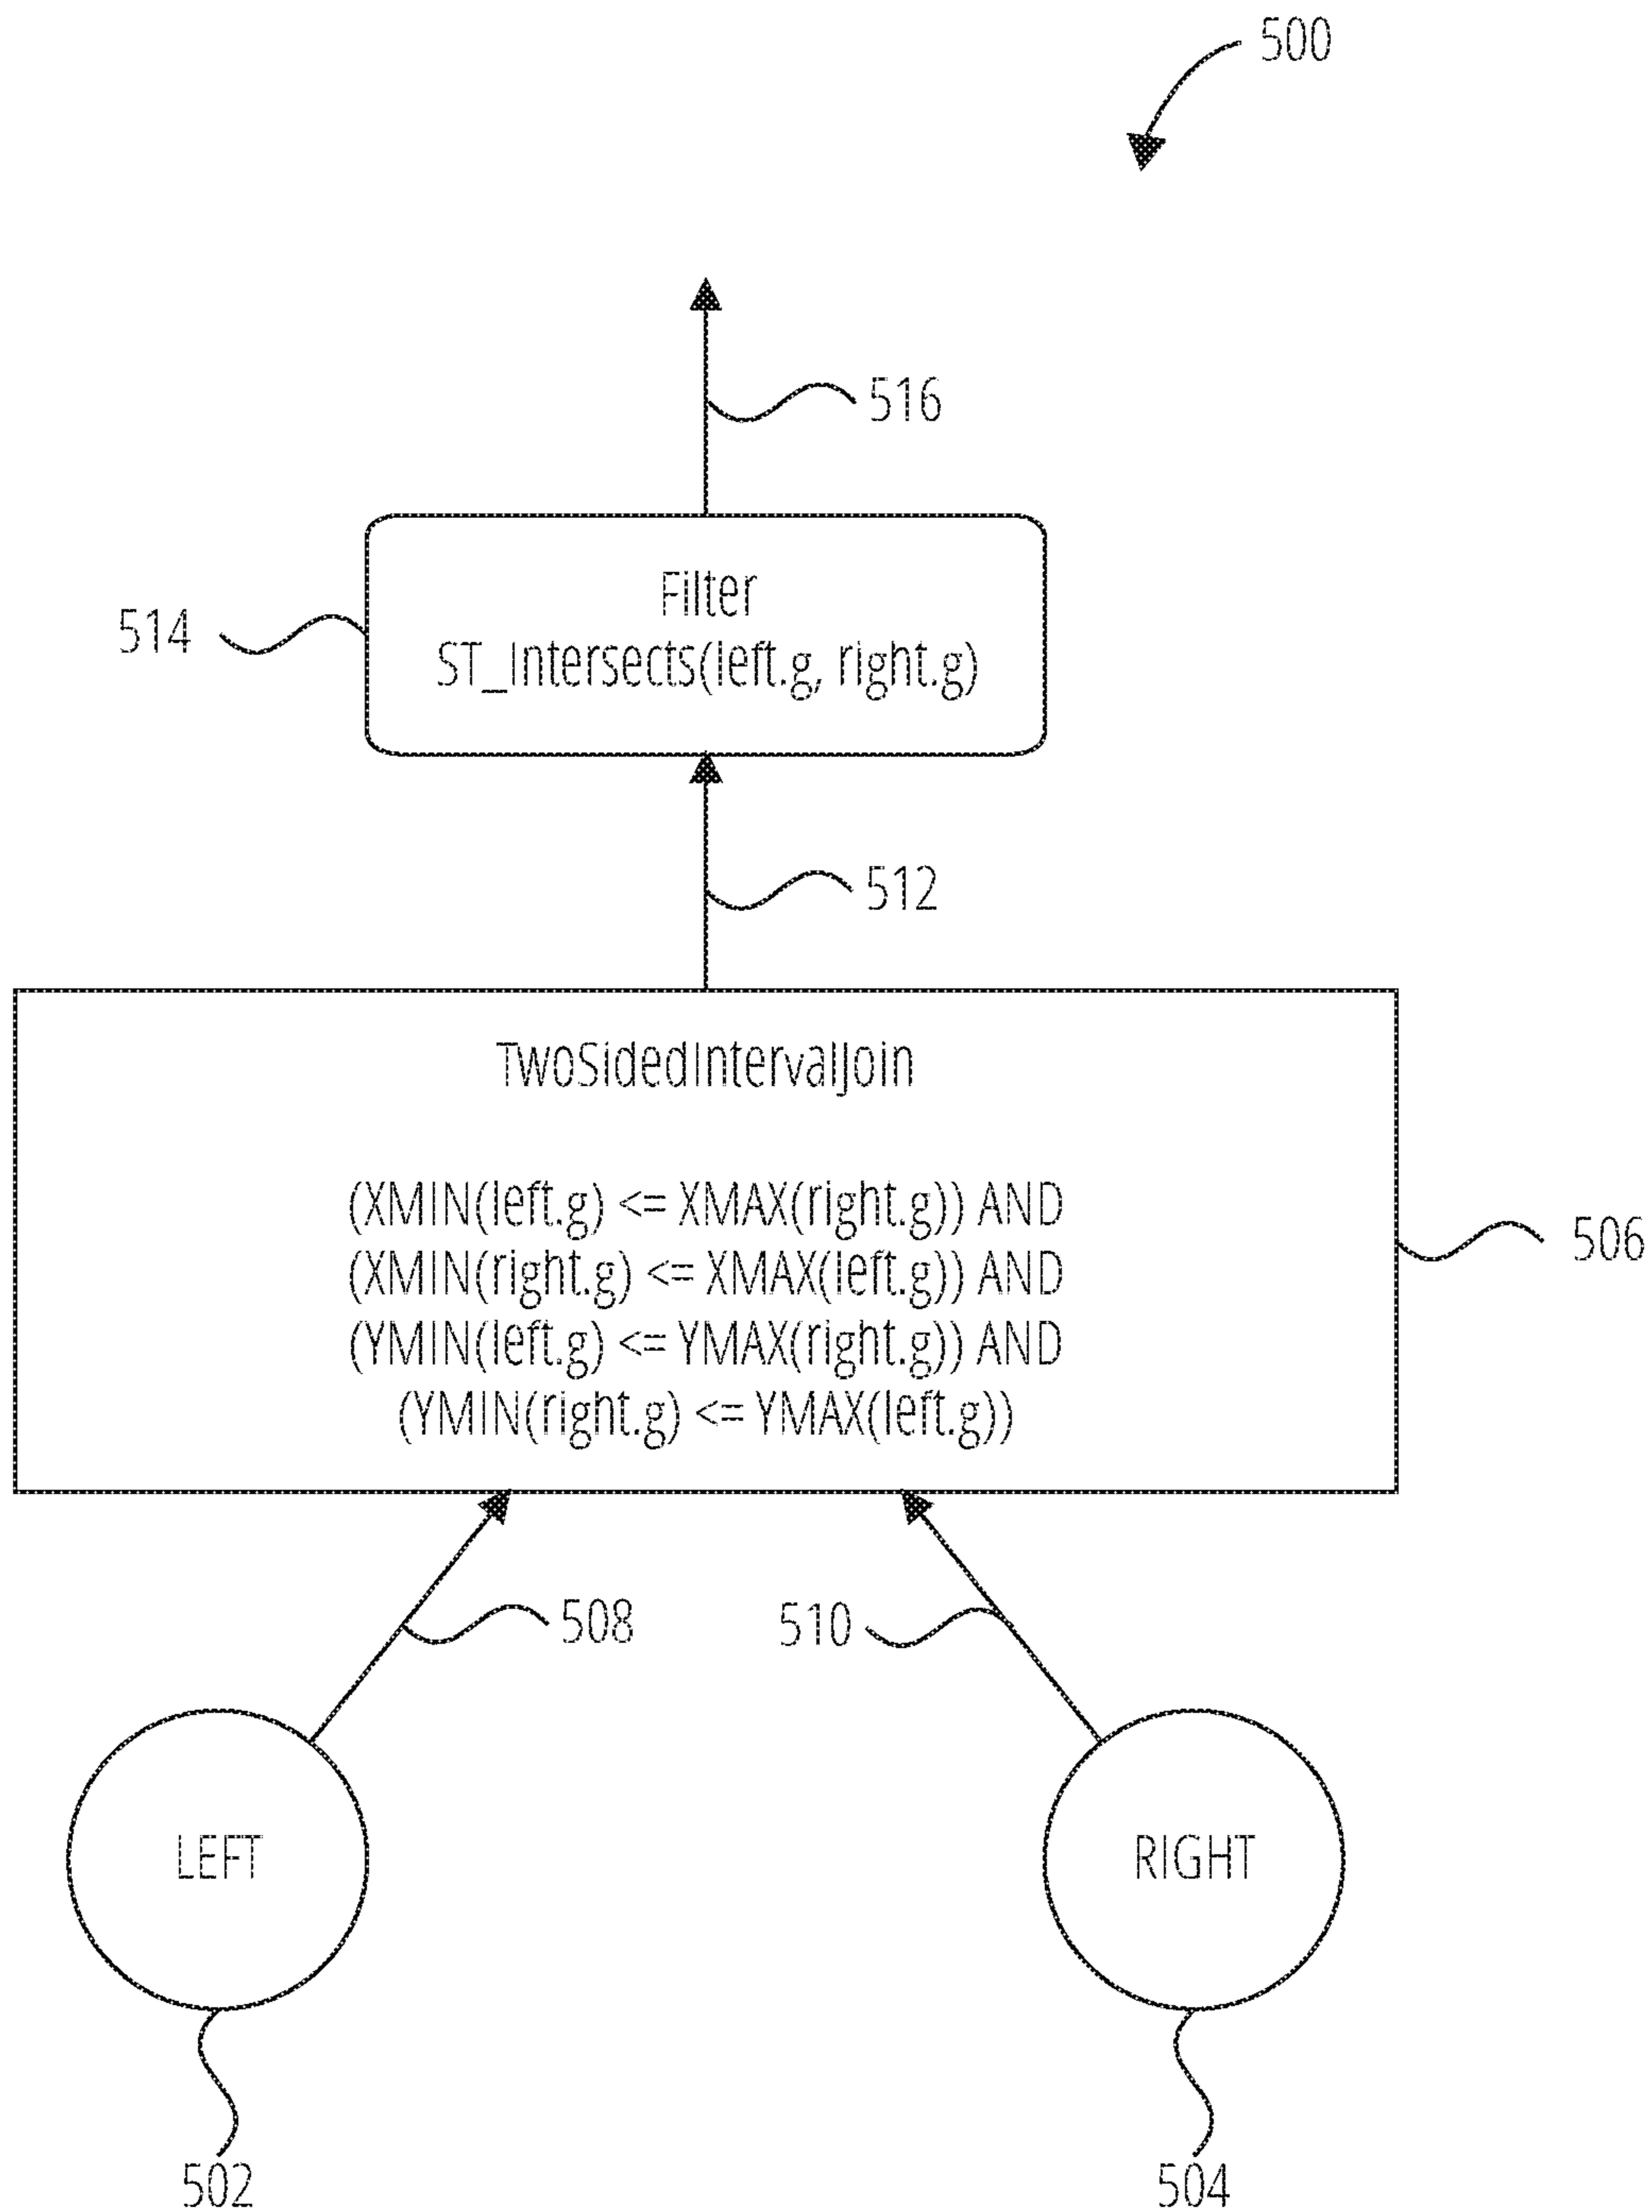 500
516
Filter
514
ST_Intersects(left.g, right.g)
512
TwoSidedIntervalJoin
(XMIN(left.g) <= XMAX(right.g)) AND
506
(XMIN(right.g) <= XMAX(left.g)) AND
(YMIN(left.g) <= YMAX(right.g)) AND
(YMIN(right.g) <= YMAX(left.g))
508
510
LEFT
RIGHT
502
504